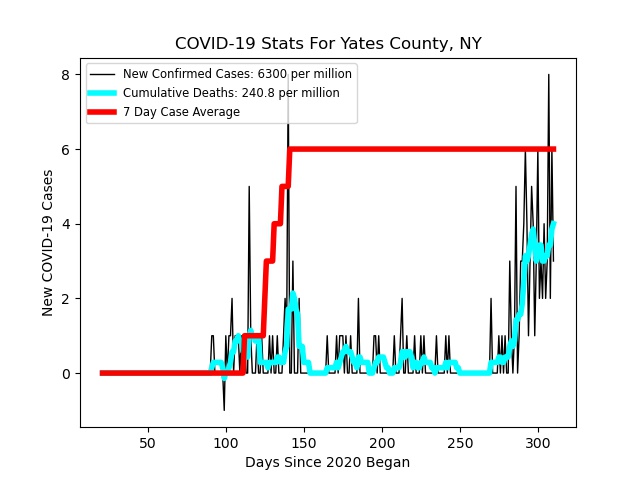 COVID-19 Stats For Yates County, NY
New Confirmed Cases: 6300 per million
Cumulative Deaths: 240.8 per million
7 Day Case Average
New COVID-19 Cases
8
6
4
2
0
50 100 150 200 250 300
Days Since 2020 Began